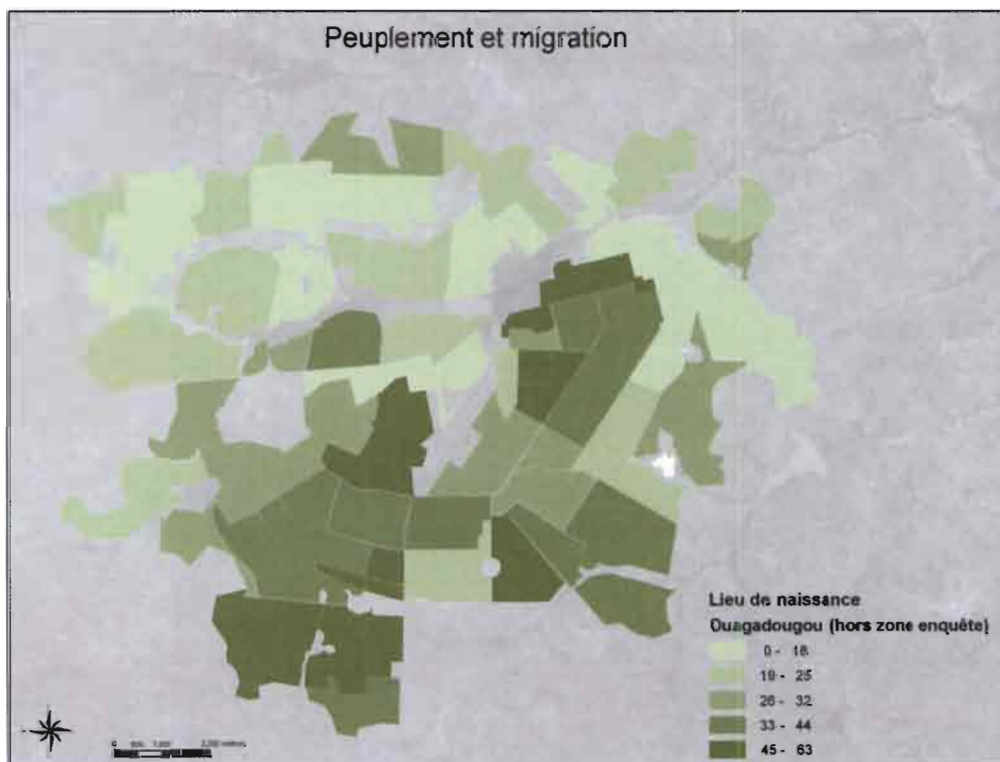 Peuplement et migration
Lieu de naissance
Ouagadougou (hors zone enquête)
0 - 18
19 - 25
26 - 32
33 - 44
45 - 63
0